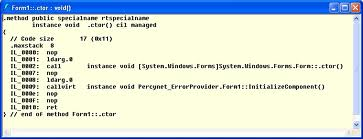 Form1::.ctor : void()
.method public specialname rtspecialname
instance void .ctor() cil managed
{
// Code size 17 (0x11)
.maxstack 8
IL_0000: nop
IL_0001: ldarg.0
IL_0002: call instance void [System.Windows.Forms]System.Windows.Forms.Form::.ctor()
IL_0007: nop
IL_0008: ldarg.0
IL_0009: callvirt instance void Percynet_ErrorProvider.Form1::InitializeComponent()
IL_000e: nop
IL_000f: nop
IL_0010: ret
} // end of method Form1::.ctor